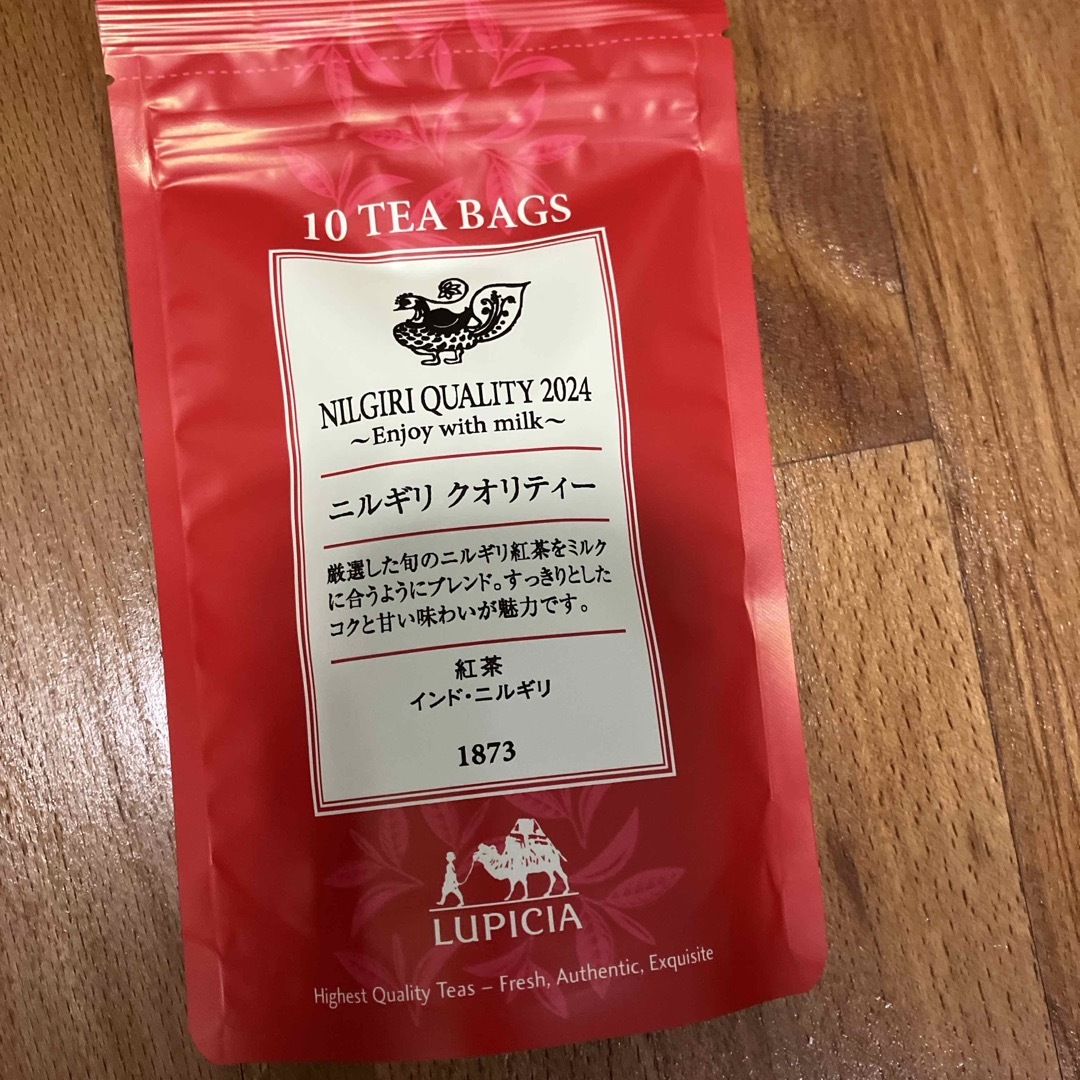 10 TEA BAGS
NILGIRI QUALITY 2024
~Enjoy with milk~
ニルギリ クオリティー
厳選した旬のニルギリ紅茶をミルク
に合うようにブレンド。すっきりとした
コクと甘い味わいが魅力です。
紅茶
インド・ニルギリ
1873
LUPICIA
Highest Quality Teas – Fresh, Authentic, Exquisite